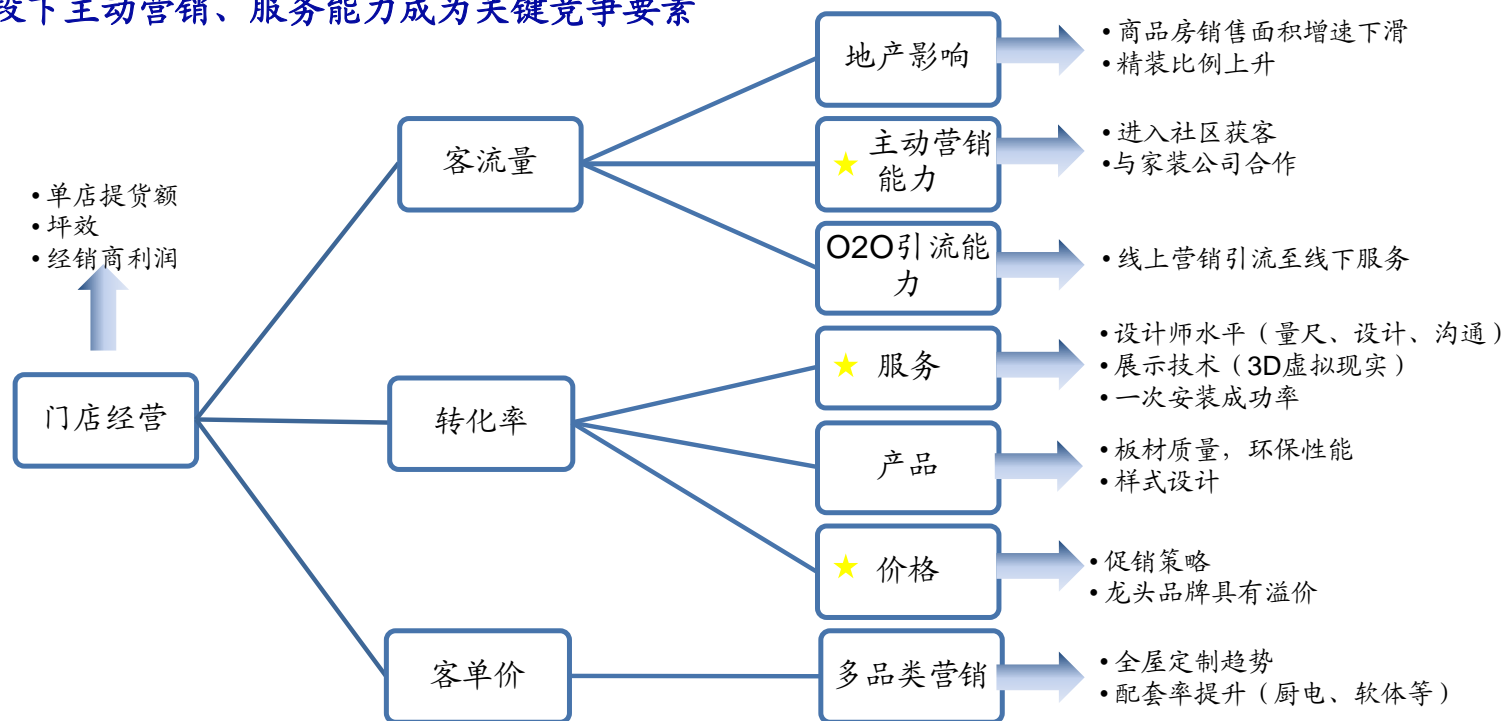 段下主动营销、服务能力成为关键竞争要素
• 单店提货额
• 坪效
• 经销商利润
门店经营
客流量
转化率
客单价
地产影响
• 商品房销售面积增速下滑
• 精装比例上升
★ 主动营销
能力
• 进入社区获客
• 与家装公司合作
O2O引流能
力
• 线上营销引流至线下服务
★ 服务
• 设计师水平（量尺、设计、沟通）
• 展示技术（3D虚拟现实）
• 一次安装成功率
产品
• 板材质量，环保性能
• 样式设计
★ 价格
• 促销策略
• 龙头品牌具有溢价
多品类营销
• 全屋定制趋势
• 配套率提升（厨电、软体等）